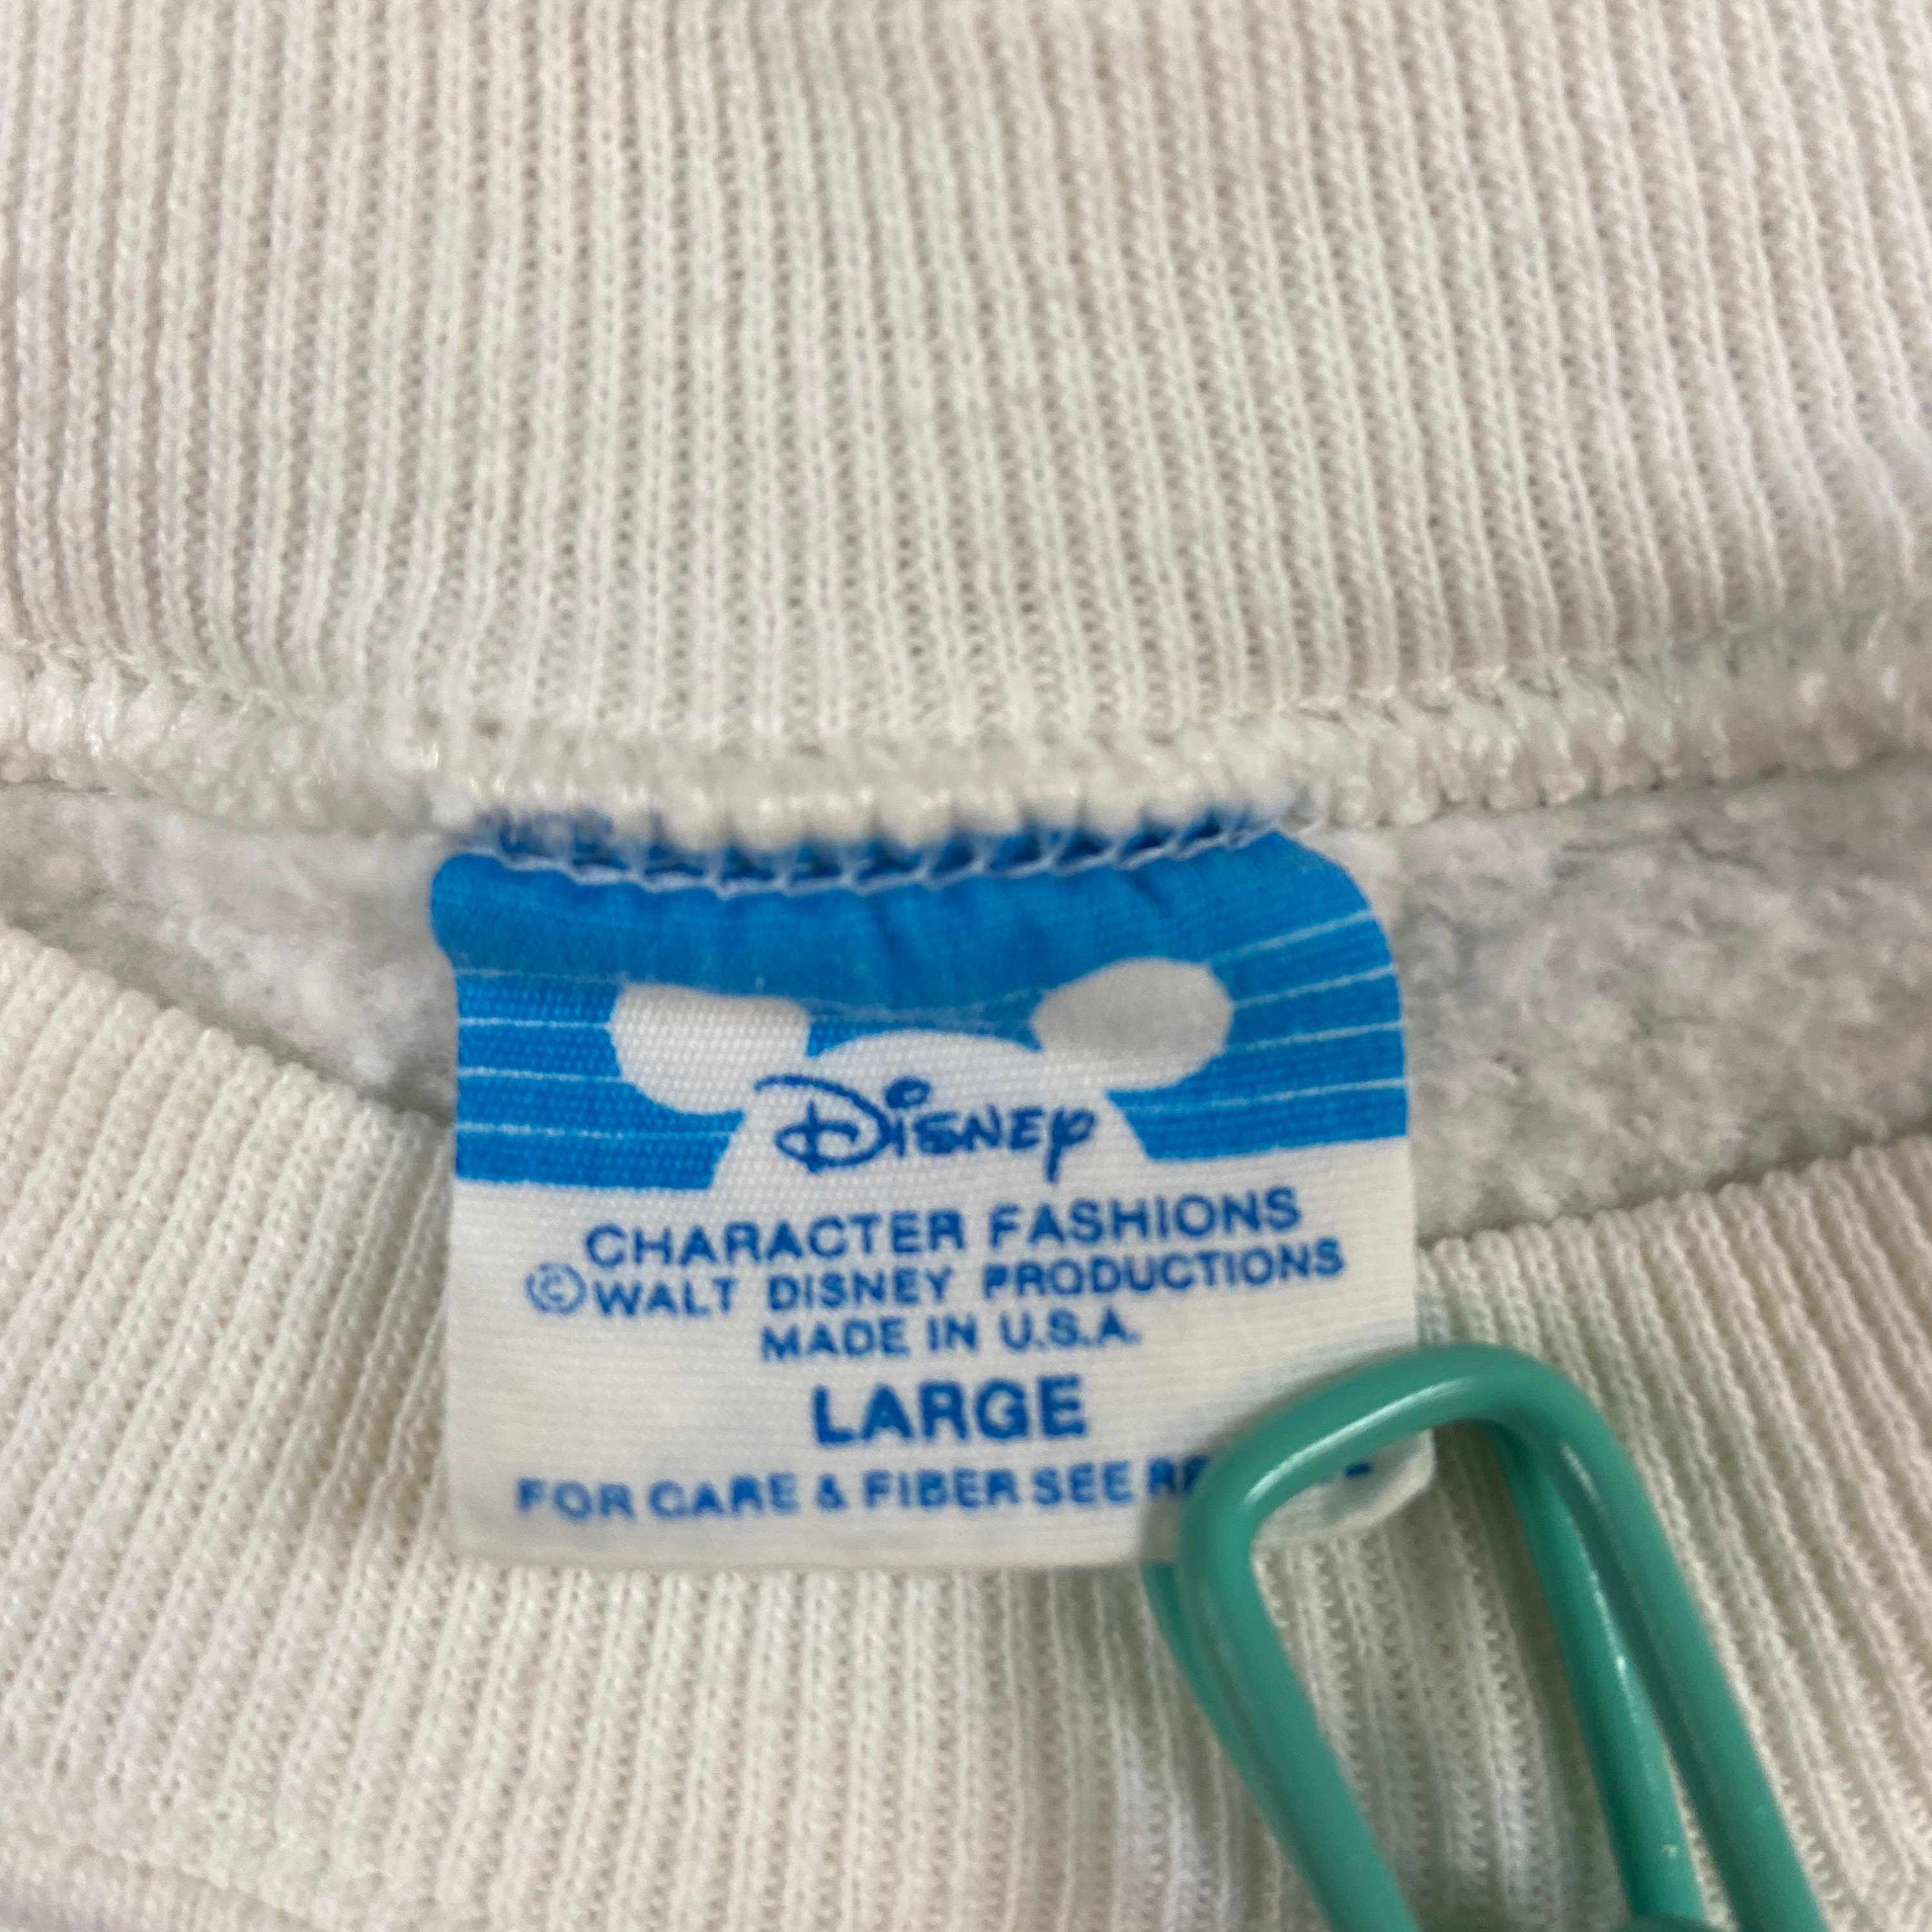 Disney
CHARACTER FASHIONS
©WALT DISNEY PRODUCTIONS
MADE IN U.S.A.
LARGE
FOR CARE & FIBER SEE